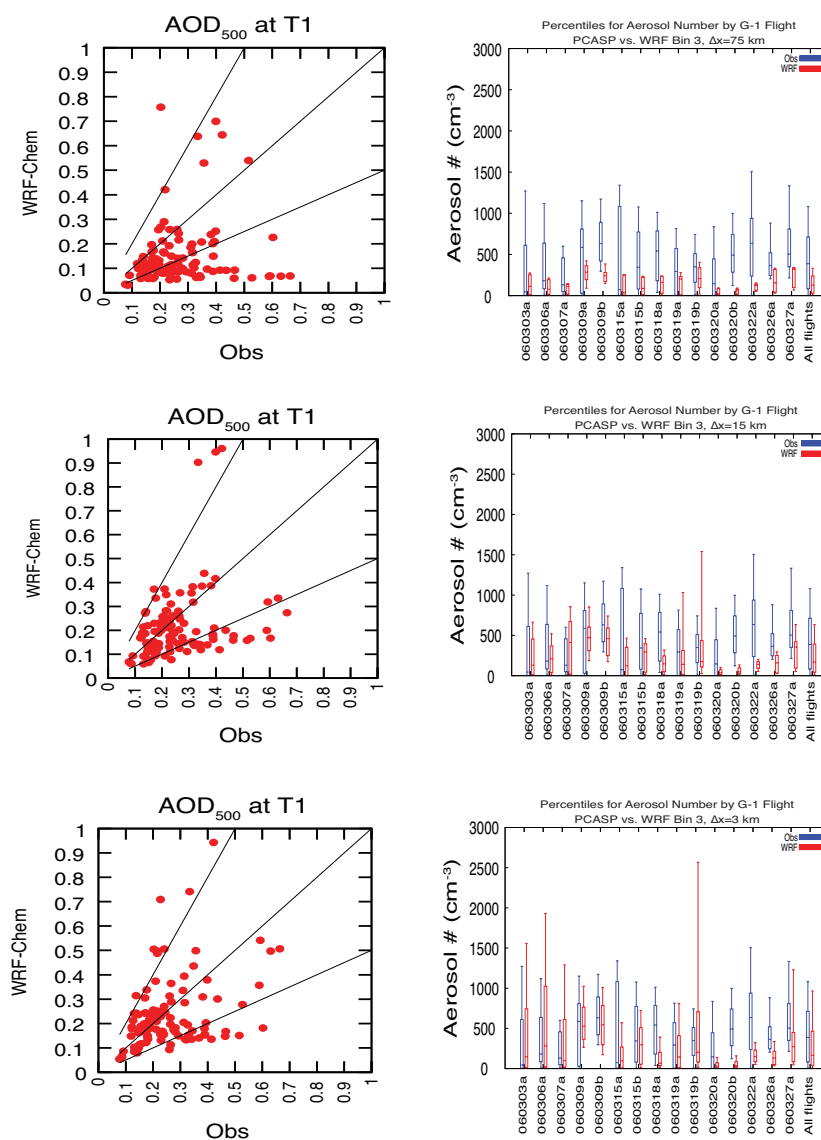 AOD500 at T1
WRF-Chem
1
0.9
0.8
0.7
0.6
0.5
0.4
0.3
0.2
0.1
0
0.1
0.2
0.3
0.4
0.5
0.6
0.7
0.8
0.9
1
Obs
Percentiles for Aerosol Number by G-1 Flight
PCASP vs. WRF Bin 3, Δx=75 km
Aerosol # (cm-3)
3000
2500
2000
1500
1000
500
0
Obs
WRF
060303a
060306a
060307a
060309a
060309b
060315a
060315b
060318a
060319a
060319b
060320a
060320b
060322a
060326a
060327a
All flights
AOD500 at T1
WRF-Chem
1
0.9
0.8
0.7
0.6
0.5
0.4
0.3
0.2
0.1
0
0.1
0.2
0.3
0.4
0.5
0.6
0.7
0.8
0.9
1
Obs
Percentiles for Aerosol Number by G-1 Flight
PCASP vs. WRF Bin 3, Δx=15 km
Aerosol # (cm-3)
3000
2500
2000
1500
1000
500
0
Obs
WRF
060303a
060306a
060307a
060309a
060309b
060315a
060315b
060318a
060319a
060319b
060320a
060320b
060322a
060326a
060327a
All flights
AOD500 at T1
WRF-Chem
1
0.9
0.8
0.7
0.6
0.5
0.4
0.3
0.2
0.1
0
0.1
0.2
0.3
0.4
0.5
0.6
0.7
0.8
0.9
1
Obs
Percentiles for Aerosol Number by G-1 Flight
PCASP vs. WRF Bin 3, Δx=3 km
Aerosol # (cm-3)
3000
2500
2000
1500
1000
500
0
Obs
WRF
060303a
060306a
060307a
060309a
060309b
060315a
060315b
060318a
060319a
060319b
060320a
060320b
060322a
060326a
060327a
All flights